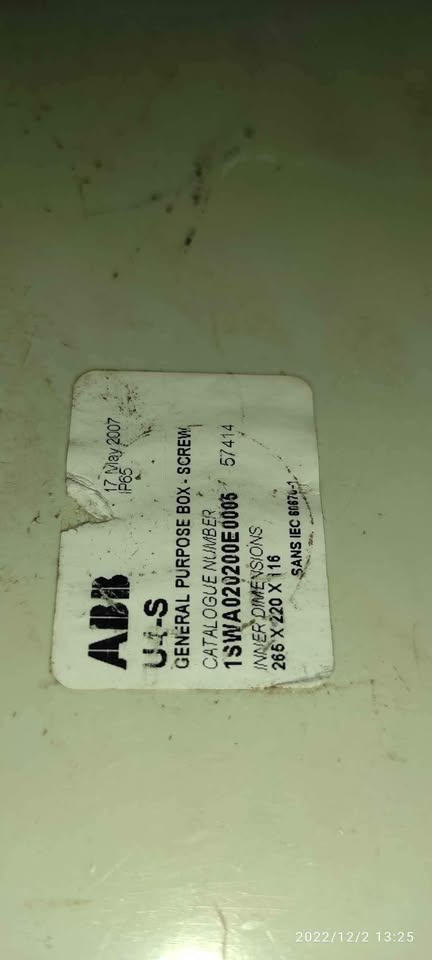 ABB
17 May 2007
IP65
U4-S
GENERAL PURPOSE BOX - SCREW
CATALOGUE NUMBER
1SWA020200E0006 57414
INNER DIMENSIONS
265 X 220 X 116
SANS IEC 60670-1
2022/12/2 13:25